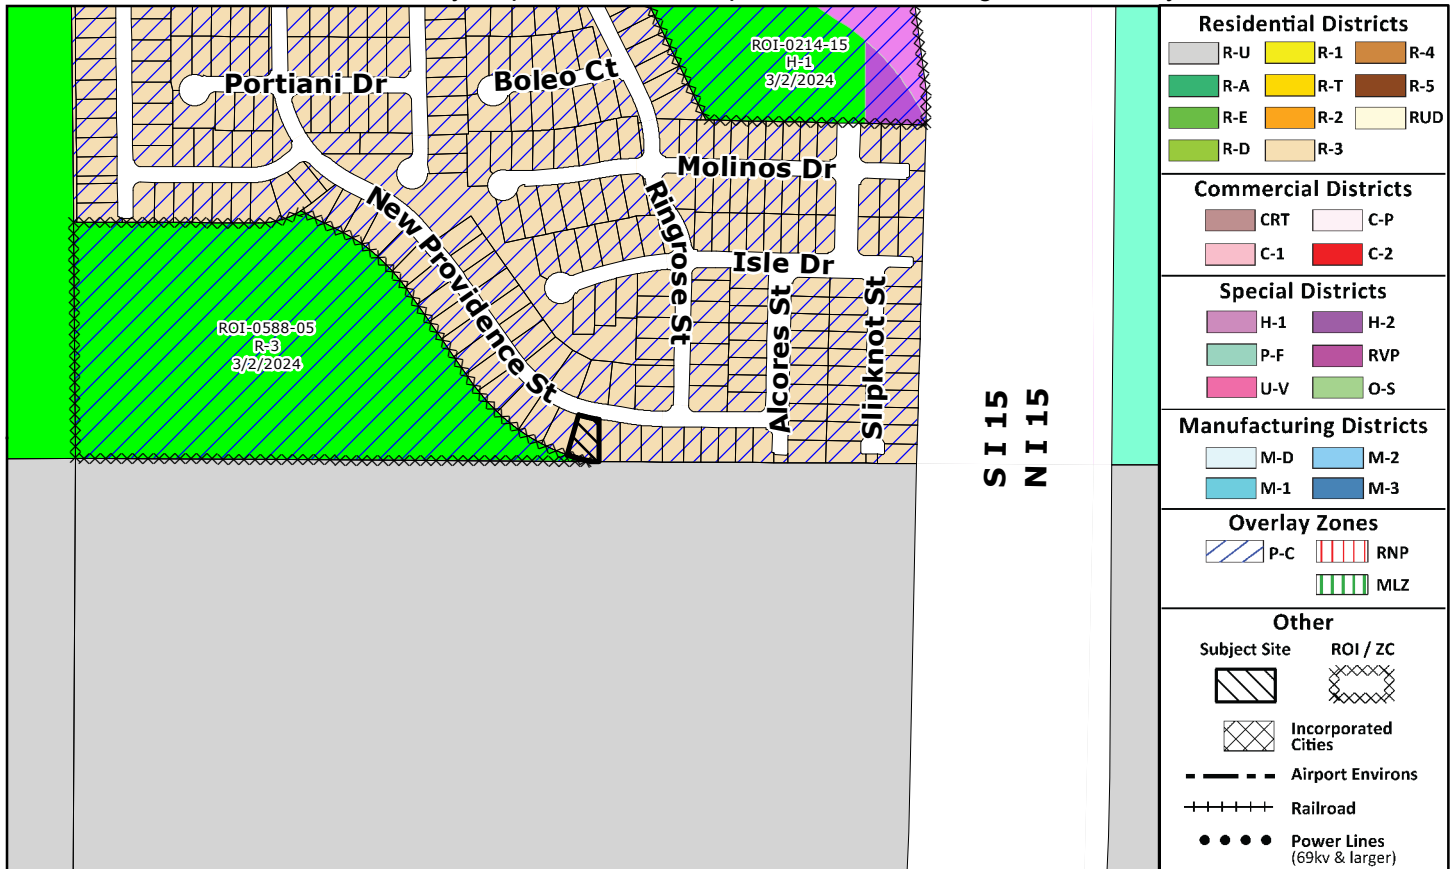 Portiani Dr
Boleo Ct
ROI-0214-15
H-1
3/2/2024
Molinos Dr
New Providence St
Ringrose St
Isle Dr
Alcores St
Slipknot St
ROI-0588-05
R-3
3/2/2024
S I 15
N I 15
Residential Districts
R-U
R-1
R-4
R-A
R-T
R-5
R-E
R-2
RUD
R-D
R-3
Commercial Districts
CRT
C-P
C-1
C-2
Special Districts
H-1
H-2
P-F
RVP
U-V
O-S
Manufacturing Districts
M-D
M-2
M-1
M-3
Overlay Zones
P-C
RNP
MLZ
Other
Subject Site
ROI / ZC
Incorporated
Cities
Airport Environs
Railroad
Power Lines
(69kv & larger)